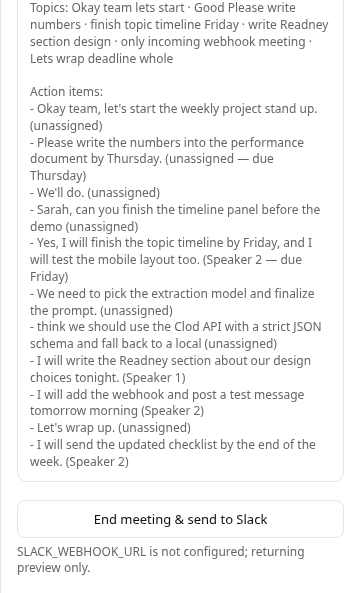 Topics: Okay team lets start · Good Please write
numbers · finish topic timeline Friday · write Readney
section design · only incoming webhook meeting ·
Lets wrap deadline whole
Action items:
- Okay team, let's start the weekly project stand up.
(unassigned)
- Please write the numbers into the performance
document by Thursday. (unassigned — due
Thursday)
- We'll do. (unassigned)
- Sarah, can you finish the timeline panel before the
demo (unassigned)
- Yes, I will finish the topic timeline by Friday, and I
will test the mobile layout too. (Speaker 2 — due
Friday)
- We need to pick the extraction model and finalize
the prompt. (unassigned)
- think we should use the Clod API with a strict JSON
schema and fall back to a local (unassigned)
- I will write the Readney section about our design
choices tonight. (Speaker 1)
- I will add the webhook and post a test message
tomorrow morning (Speaker 2)
- Let's wrap up. (unassigned)
- I will send the updated checklist by the end of the
week. (Speaker 2)
End meeting & send to Slack
SLACK_WEBHOOK_URL is not configured; returning
preview only.